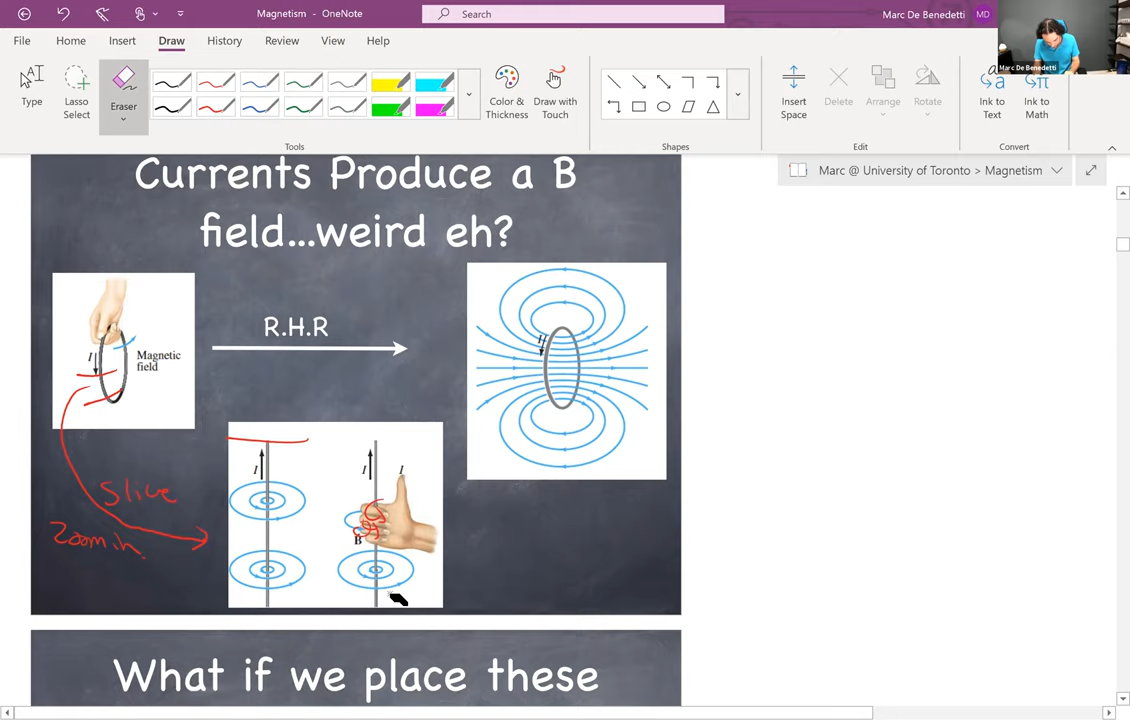 Magnetism - OneNote
Search
Marc De Benedetti
MD
File Home Insert Draw History Review View Help
Marc De Benedetti
Type
Lasso Select
Eraser
Color & Thickness
Draw with Touch
Insert Space
Delete
Arrange
Rotate
Ink to Text
Ink to Math
Tools
Shapes
Edit
Convert
Marc @ University of Toronto > Magnetism
Currents Produce a B
field...weird eh?
R.H.R
I
Magnetic
field
I
I
I
I
B
Slice
Zoom in.
What if we place these